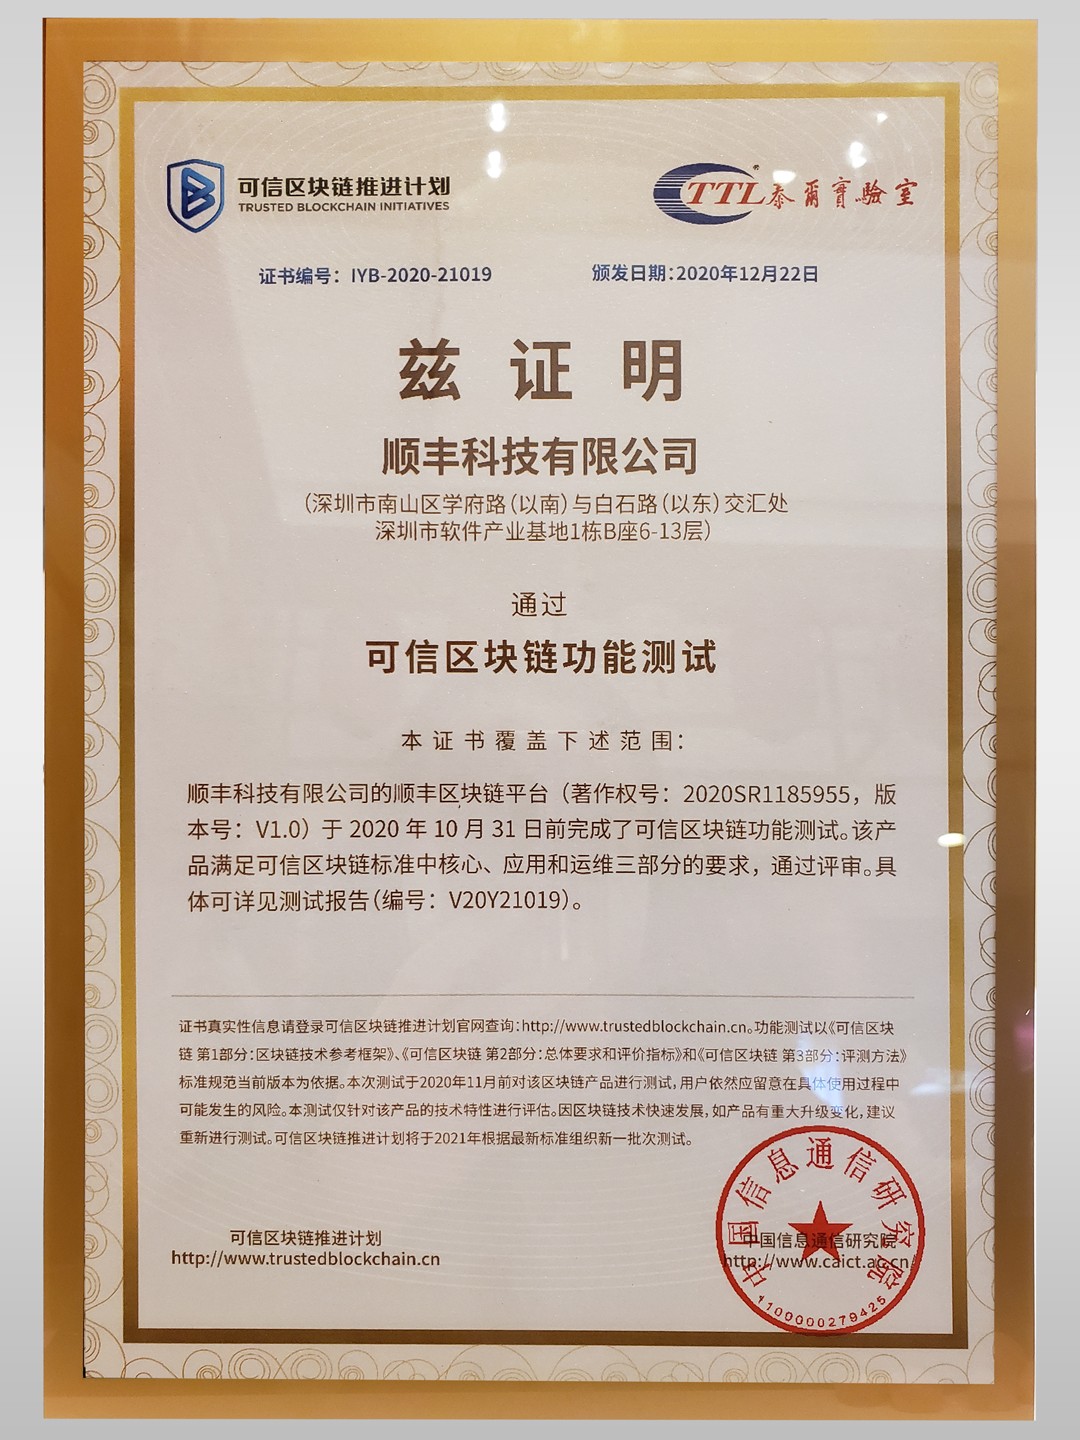 可信区块链推进计划
TRUSTED BLOCKCHAIN INITIATIVES
TTL泰爾實驗室
证书编号：IYB-2020-21019
颁发日期：2020年12月22日
兹证明
顺丰科技有限公司
（深圳市南山区学府路（以南）与白石路（以东）交汇处
深圳市软件产业基地1栋B座6-13层）
通过
可信区块链功能测试
本证书覆盖下述范围：
顺丰科技有限公司的顺丰区块链平台（著作权号：2020SR1185955，版
本号：V1.0）于 2020 年 10 月 31 日前完成了可信区块链功能测试。该产
品满足可信区块链标准中核心、应用和运维三部分的要求，通过评审。具
体可详见测试报告（编号：V20Y21019）。
证书真实性信息请登录可信区块链推进计划官网查询：http://www.trustedblockchain.cn。功能测试以《可信区块
链 第1部分：区块链技术参考框架》、《可信区块链 第2部分：总体要求和评价指标》和《可信区块链 第3部分：评测方法》
标准规范当前版本为依据。本次测试于2020年11月前对该区块链产品进行测试，用户依然应留意在具体使用过程中
可能发生的风险。本测试仅针对该产品的技术特性进行评估。因区块链技术快速发展，如产品有重大升级变化，建议
重新进行测试。可信区块链推进计划将于2021年根据最新标准组织新一批次测试。
可信区块链推进计划
http://www.trustedblockchain.cn
中国信息通信研究院
http://www.caict.ac.cn/
中国信息通信研究院
1100000279425